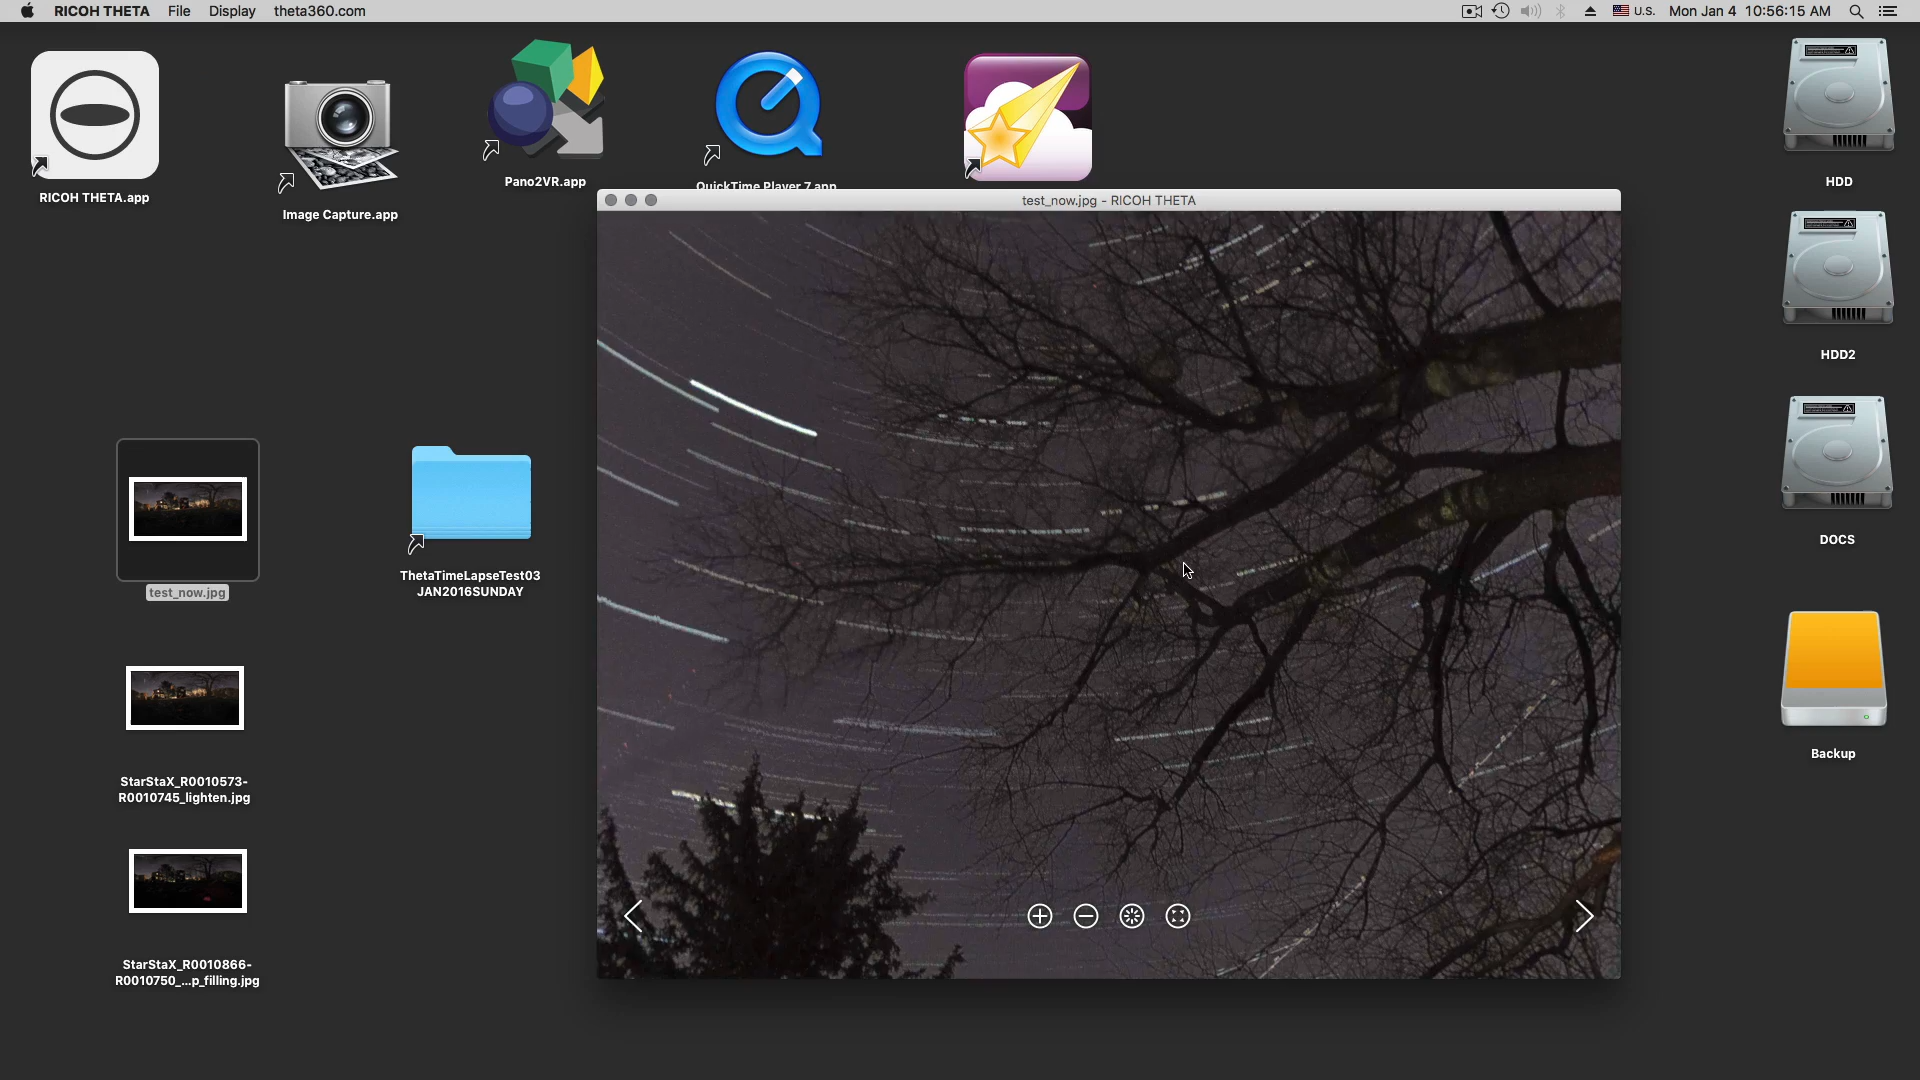 RICOH THETA File Display theta360.com U.S. Mon Jan 4 10:56:15 AM
RICOH THETA.app
Image Capture.app
Pano2VR.app
QuickTime Player 7.app
HDD
test_now.jpg - RICOH THETA
HDD2
DOCS
test_now.jpg
ThetaTimeLapseTest03
JAN2016SUNDAY
Backup
StarStaX_R0010573-
R0010745_lighten.jpg
StarStaX_R0010866-
R0010750_...p_filling.jpg